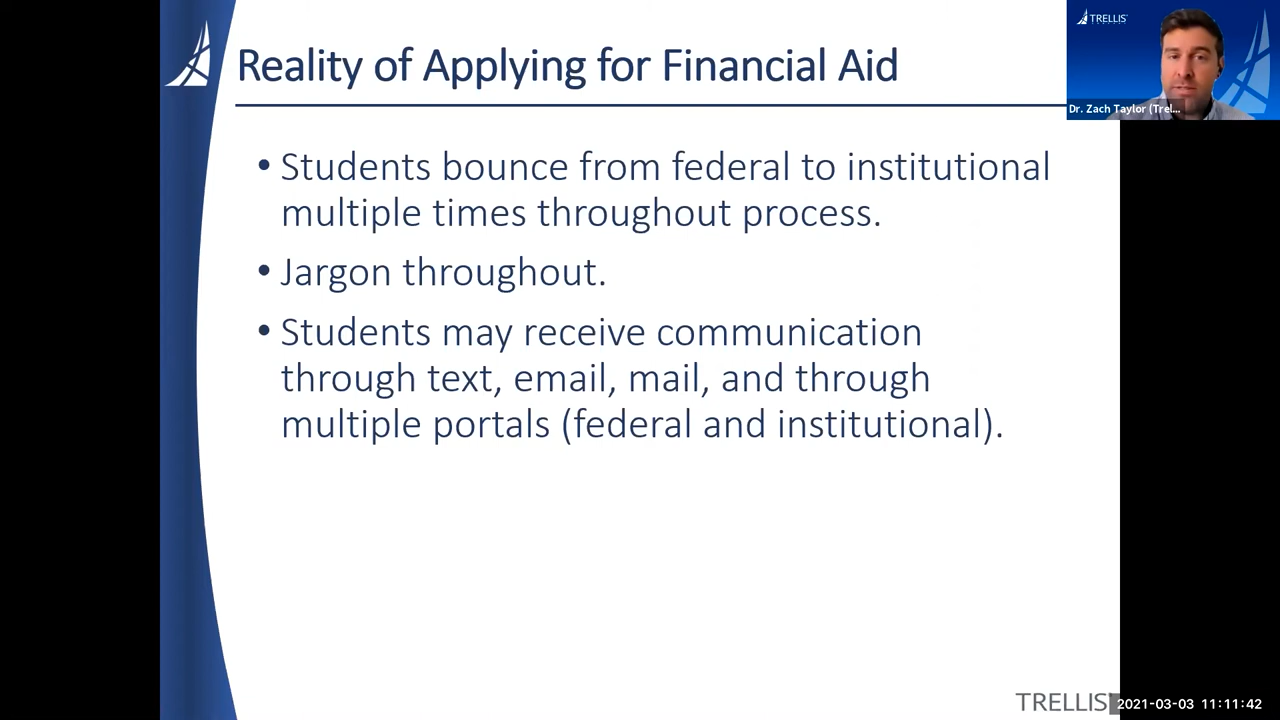 Reality of Applying for Financial Aid
TRELLIS
Dr. Zach Taylor (Trel...
• Students bounce from federal to institutional
multiple times throughout process.
• Jargon throughout.
• Students may receive communication
through text, email, mail, and through
multiple portals (federal and institutional).
TRELLIS
2021-03-03 11:11:42